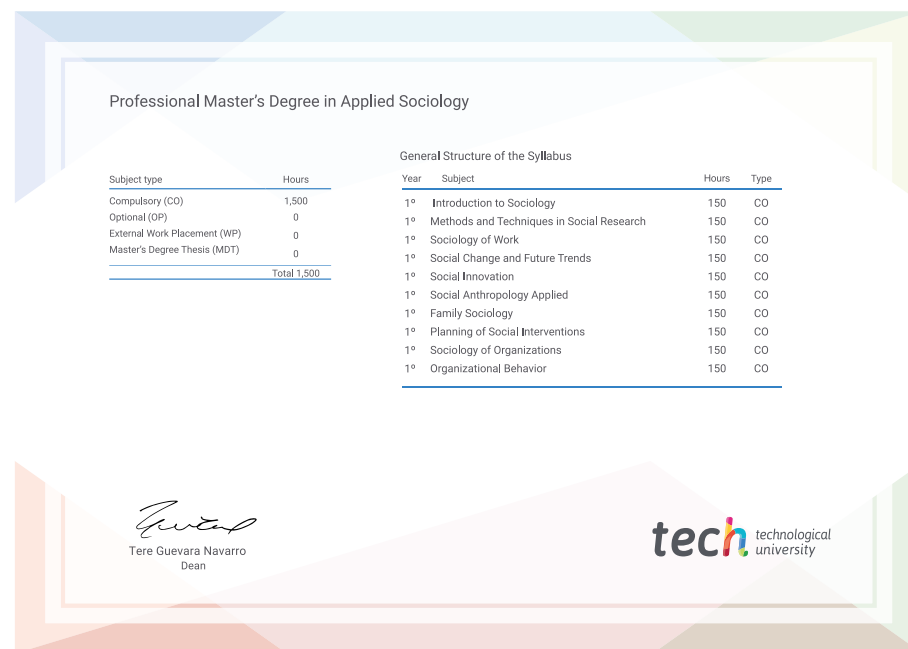 Professional Master's Degree in Applied Sociology
General Structure of the Syllabus
Subject type Hours
Compulsory (CO) 1,500
Optional (OP) 0
External Work Placement (WP) 0
Master's Degree Thesis (MDT) 0
Total 1,500
Year Subject Hours Type
1º Introduction to Sociology 150 CO
1º Methods and Techniques in Social Research 150 CO
1º Sociology of Work 150 CO
1º Social Change and Future Trends 150 CO
1º Social Innovation 150 CO
1º Social Anthropology Applied 150 CO
1º Family Sociology 150 CO
1º Planning of Social Interventions 150 CO
1º Sociology of Organizations 150 CO
1º Organizational Behavior 150 CO
Tere Guevara Navarro
Dean
tech technological
university